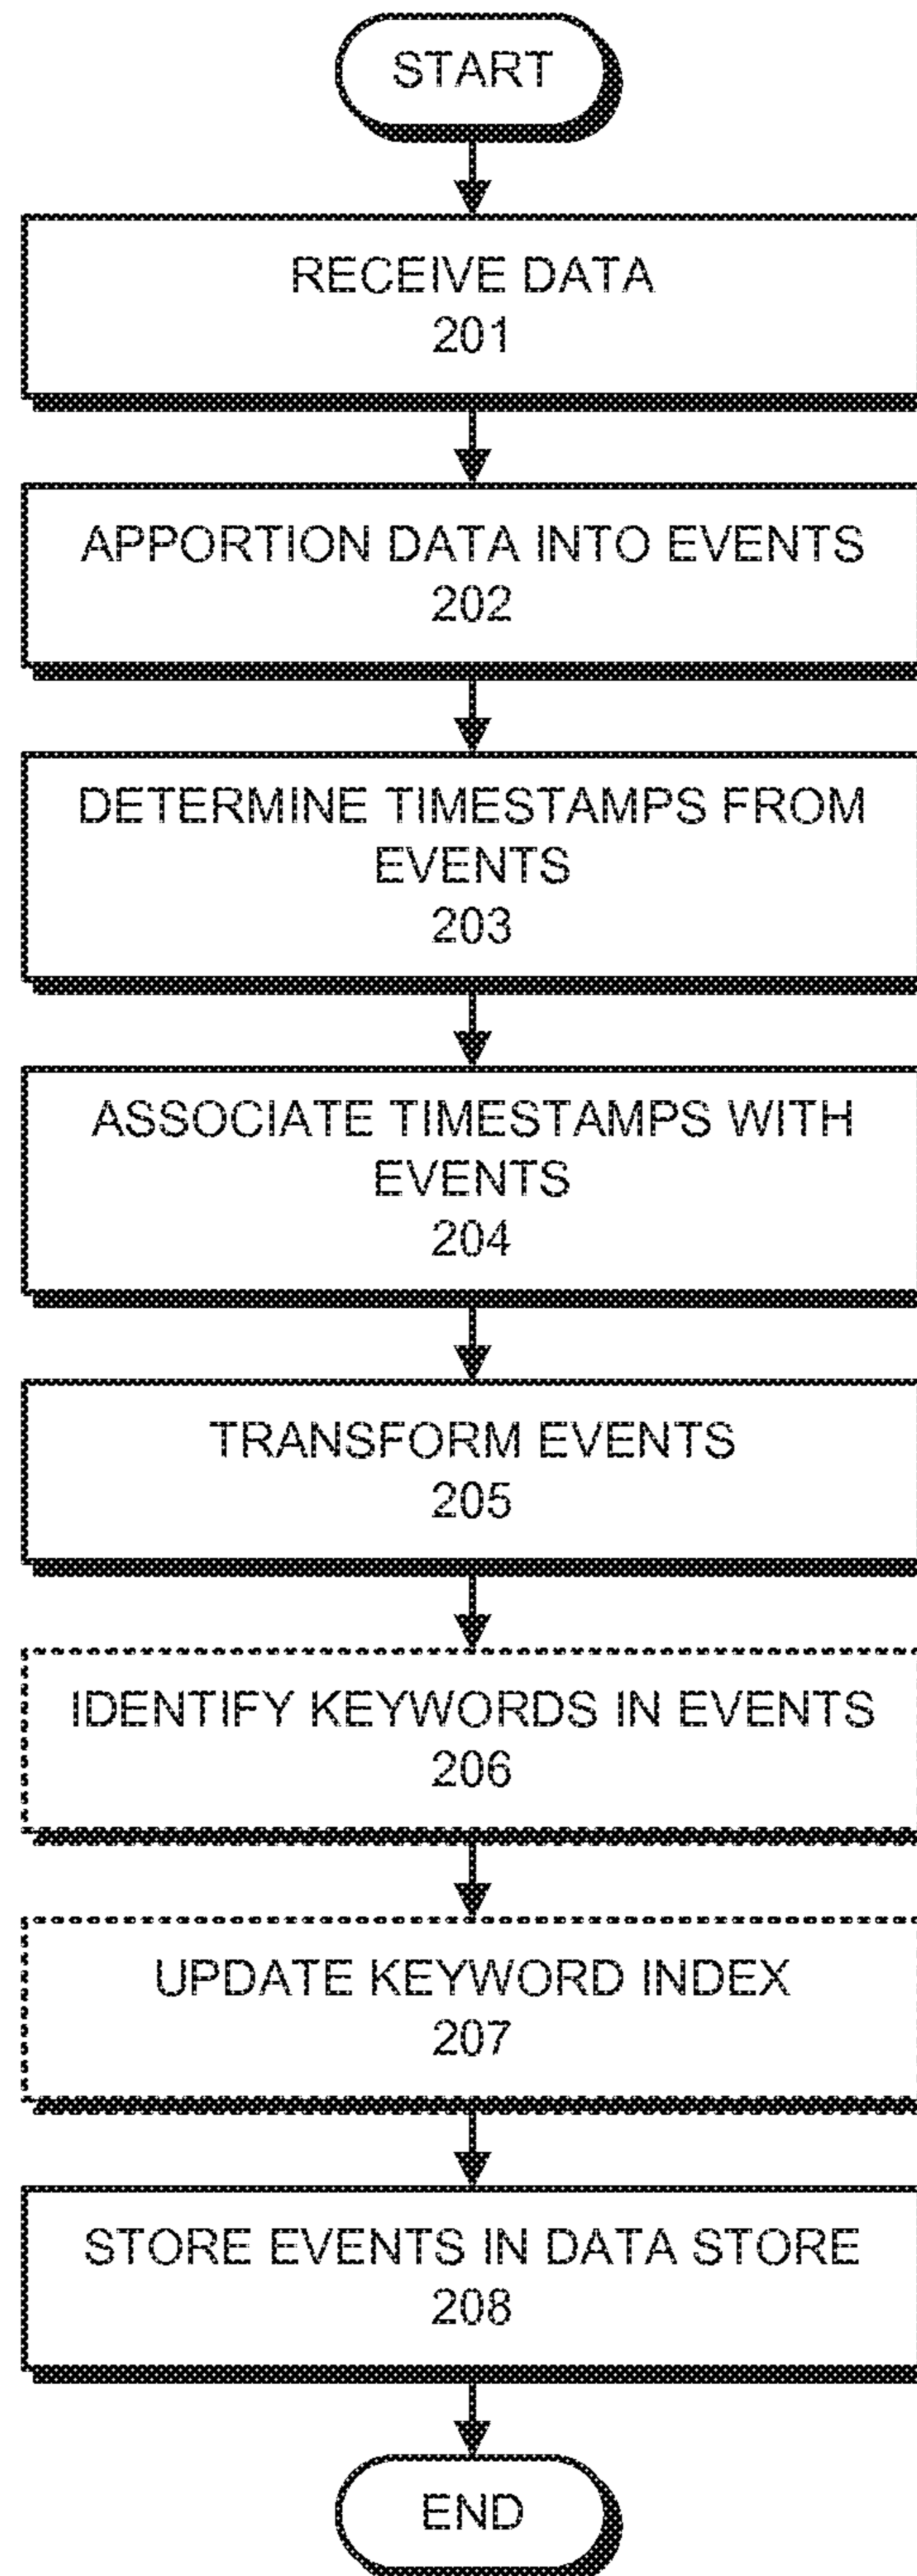 START
RECEIVE DATA
201
APPORTION DATA INTO EVENTS
202
DETERMINE TIMESTAMPS FROM
EVENTS
203
ASSOCIATE TIMESTAMPS WITH
EVENTS
204
TRANSFORM EVENTS
205
IDENTIFY KEYWORDS IN EVENTS
206
UPDATE KEYWORD INDEX
207
STORE EVENTS IN DATA STORE
208
END